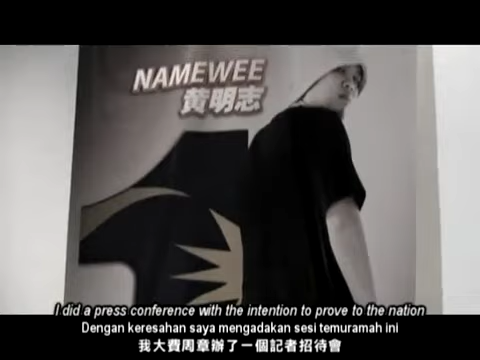 NAMEWEE
黄明志
I did a press conference with the intention to prove to the nation
Dengan keresahan saya mengadakan sesi temuramah ini
我大費周章辦了一個記者招待會